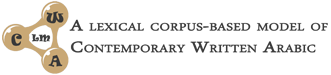 W
C LM A
A LEXICAL CORPUS-BASED MODEL OF
CONTEMPORARY WRITTEN ARABIC